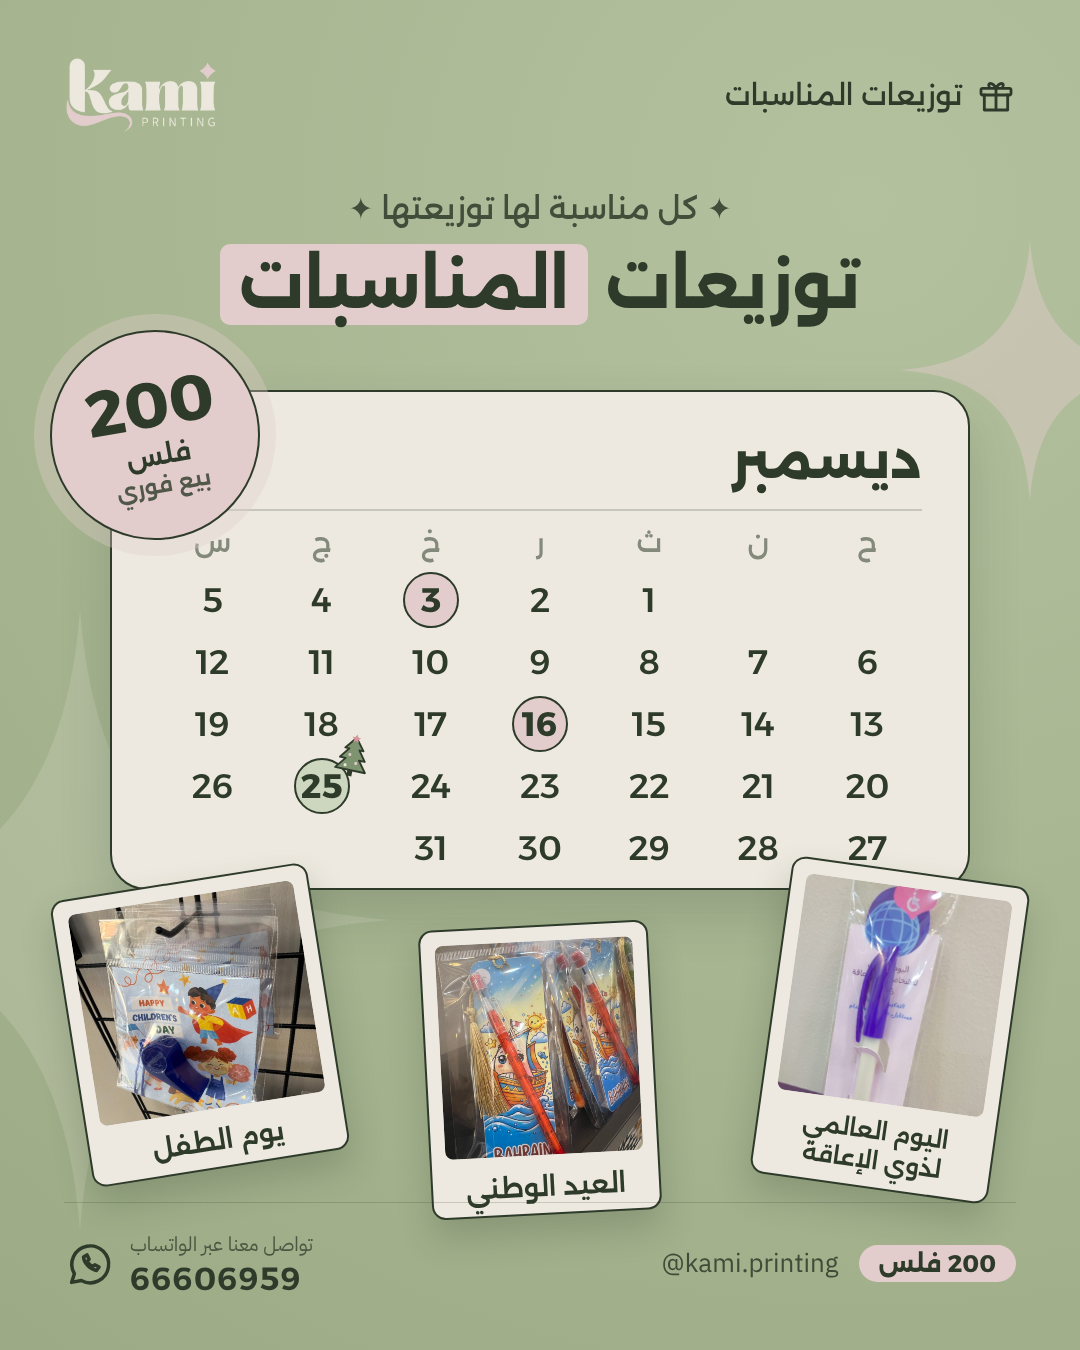 kami
PRINTING
توزيعات المناسبات
✦ كل مناسبة لها توزيعتها ✦
توزيعات المناسبات
200
فلس
بيع فوري
ديسمبر
ح ن ث ر خ ج س
1 2 3 4 5
6 7 8 9 10 11 12
13 14 15 16 17 18 19
20 21 22 23 24 25 26
27 28 29 30 31
HAPPY
CHILDREN'S
DAY
يوم الطفل
BAHRAIN
العيد الوطني
اليوم العالمي
لذوي الإعاقة
200 فلس
@kami.printing
تواصل معنا عبر الواتساب
66606959